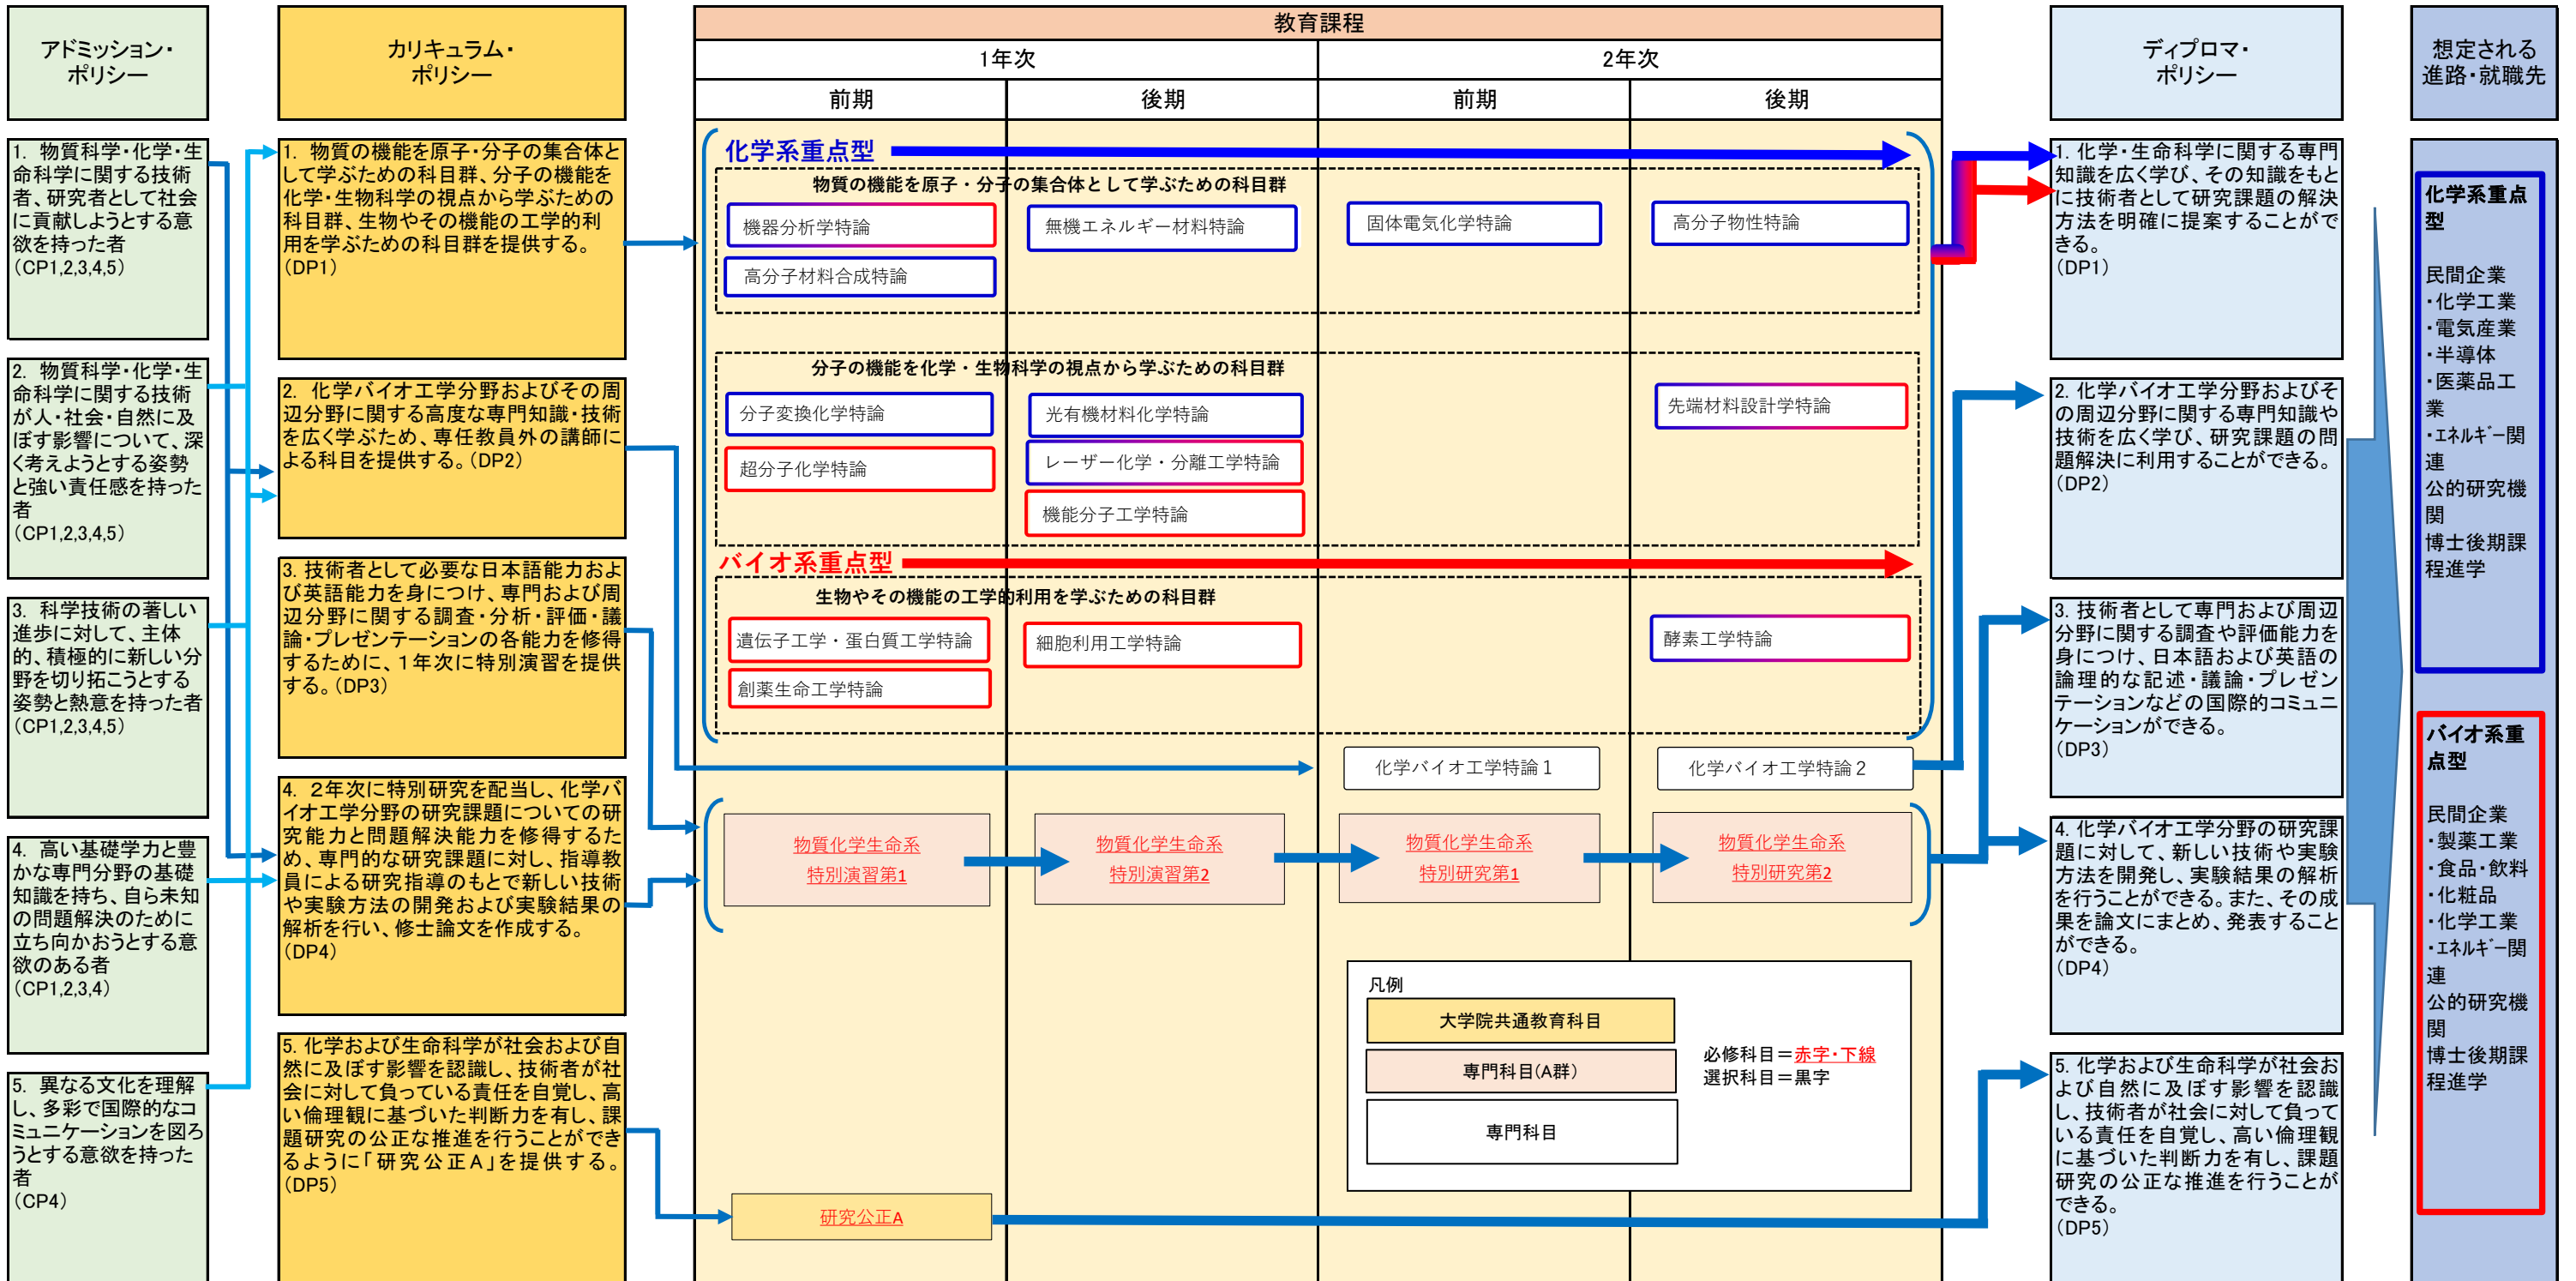 アドミッション・
ポリシー
1. 物質科学・化学・生
命科学に関する技術
者、研究者として社会
に貢献しようとする意
欲を持った者
(CP1,2,3,4,5)
2. 物質科学・化学・生
命科学に関する技術
が人・社会・自然に及
ぼす影響について、深
く考えようとする姿勢
と強い責任感を持った
者
(CP1,2,3,4,5)
3. 科学技術の著しい
進歩に対して、主体
的、積極的に新しい分
野を切り拓こうとする
姿勢と熱意を持った者
(CP1,2,3,4,5)
4. 高い基礎学力と豊
かな専門分野の基礎
知識を持ち、自ら未知
の問題解決のために
立ち向かおうとする意
欲のある者
(CP1,2,3,4)
5. 異なる文化を理解
し、多彩で国際的なコ
ミュニケーションを図ろ
うとする意欲を持った
者
(CP4)
カリキュラム・
ポリシー
1. 物質の機能を原子・分子の集合体と
して学ぶための科目群、分子の機能を
化学・生物科学の視点から学ぶための
科目群、生物やその機能の工学的利
用を学ぶための科目群を提供する。
(DP1)
2. 化学バイオ工学分野およびその周
辺分野に関する高度な専門知識・技術
を広く学ぶため、専任教員外の講師に
よる科目を提供する。(DP2)
3. 技術者として必要な日本語能力およ
び英語能力を身につけ、専門および周
辺分野に関する調査・分析・評価・議
論・プレゼンテーションの各能力を修得
するために、1年次に特別演習を提供
する。(DP3)
4. 2年次に特別研究を配当し、化学バ
イオ工学分野の研究課題についての研
究能力と問題解決能力を修得するた
め、専門的な研究課題に対し、指導教
員による研究指導のもとで新しい技術
や実験方法の開発および実験結果の
解析を行い、修士論文を作成する。
(DP4)
5. 化学および生命科学が社会および自
然に及ぼす影響を認識し、技術者が社
会に対して負っている責任を自覚し、高
い倫理観に基づいた判断力を有し、課
題研究の公正な推進を行うことができ
るように「研究公正A」を提供する。
(DP5)
教育課程
1年次
2年次
前期
後期
前期
後期
化学系重点型
物質の機能を原子・分子の集合体として学ぶための科目群
機器分析学特論
無機エネルギー材料特論
固体電気化学特論
高分子物性特論
高分子材料合成特論
分子の機能を化学・生物科学の視点から学ぶための科目群
分子変換化学特論
光有機材料化学特論
先端材料設計学特論
超分子化学特論
レーザー化学・分離工学特論
機能分子工学特論
バイオ系重点型
生物やその機能の工学的利用を学ぶための科目群
遺伝子工学・蛋白質工学特論
細胞利用工学特論
酵素工学特論
創薬生命工学特論
化学バイオ工学特論1
化学バイオ工学特論2
物質化学生命系
特別演習第1
物質化学生命系
特別演習第2
物質化学生命系
特別研究第1
物質化学生命系
特別研究第2
凡例
大学院共通教育科目
専門科目(A群)
専門科目
必修科目=赤字・下線
選択科目=黒字
研究公正A
ディプロマ・
ポリシー
1. 化学・生命科学に関する専門
知識を広く学び、その知識をもと
に技術者として研究課題の解決
方法を明確に提案することがで
きる。
(DP1)
2. 化学バイオ工学分野およびそ
の周辺分野に関する専門知識や
技術を広く学び、研究課題の問
題解決に利用することができる。
(DP2)
3. 技術者として専門および周辺
分野に関する調査や評価能力を
身につけ、日本語および英語の
論理的な記述・議論・プレゼン
テーションなどの国際的コミュニ
ケーションができる。
(DP3)
4. 化学バイオ工学分野の研究課
題に対して、新しい技術や実験
方法を開発し、実験結果の解析
を行うことができる。また、その成
果を論文にまとめ、発表すること
ができる。
(DP4)
5. 化学および生命科学が社会お
よび自然に及ぼす影響を認識
し、技術者が社会に対して負って
いる責任を自覚し、高い倫理観
に基づいた判断力を有し、課題
研究の公正な推進を行うことが
できる。
(DP5)
想定される
進路・就職先
化学系重点
型
民間企業
・化学工業
・電気産業
・半導体
・医薬品工
業
・エネルギー関
連
公的研究機
関
博士後期課
程進学
バイオ系重
点型
民間企業
・製薬工業
・食品・飲料
・化粧品
・化学工業
・エネルギー関
連
公的研究機
関
博士後期課
程進学